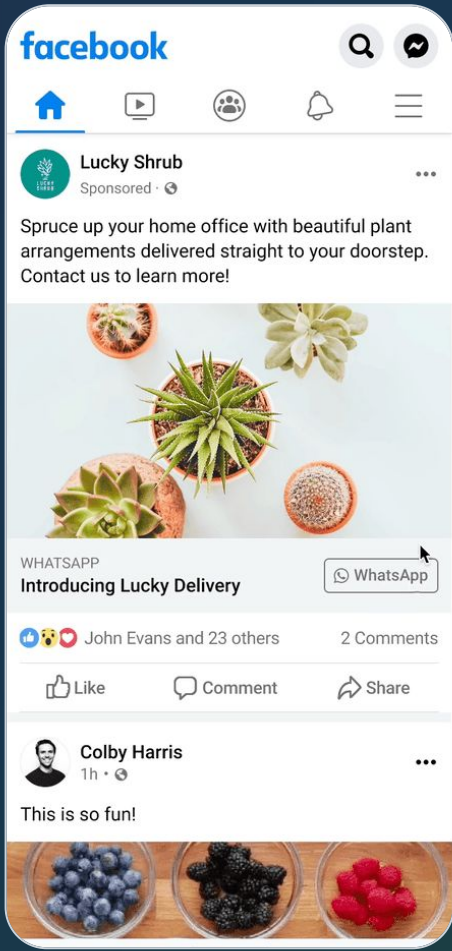 facebook
Lucky Shrub
Sponsored ·
LUCKY
SHRUB
Spruce up your home office with beautiful plant
arrangements delivered straight to your doorstep.
Contact us to learn more!
WHATSAPP
Introducing Lucky Delivery
WhatsApp
John Evans and 23 others
2 Comments
Like
Comment
Share
Colby Harris
1h ·
This is so fun!